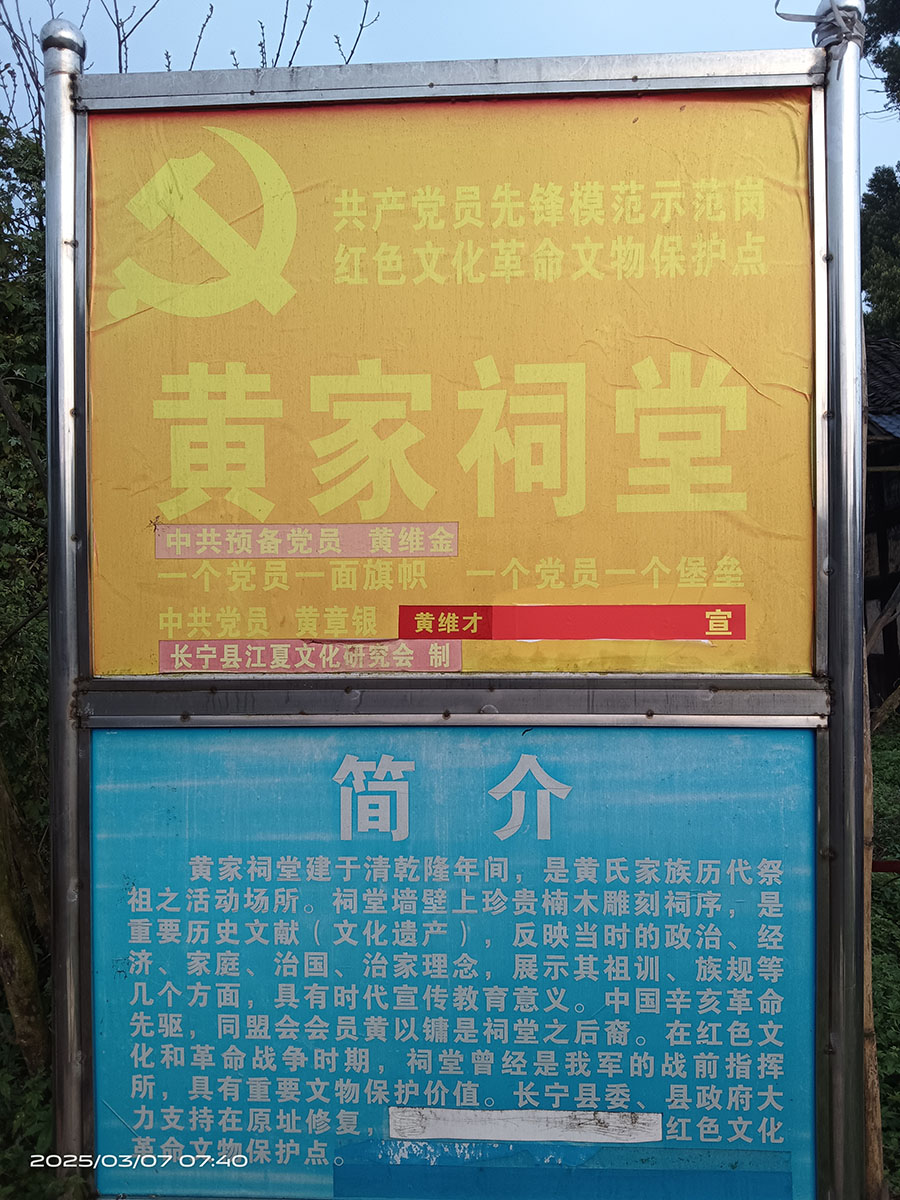 共产党员先锋模范示范岗
红色文化革命文物保护点
黄家祠堂
中共预备党员 黄维金
一个党员一面旗帜 一个党员一个堡垒
中共党员 黄章银 黄维才 宣
长宁县江夏文化研究会 制
简 介
黄家祠堂建于清乾隆年间，是黄氏家族历代祭
祖之活动场所。祠堂墙壁上珍贵楠木雕刻祠序，是
重要历史文献（文化遗产），反映当时的政治、经
济、家庭、治国、治家理念，展示其祖训、族规等
几个方面，具有时代宣传教育意义。中国辛亥革命
先驱，同盟会会员黄以镛是祠堂之后裔。在红色文
化和革命战争时期，祠堂曾经是我军的战前指挥
所，具有重要文物保护价值。长宁县委、县政府大
力支持在原址修复，红色文化
革命文物保护点。
2025/03/07 07:40